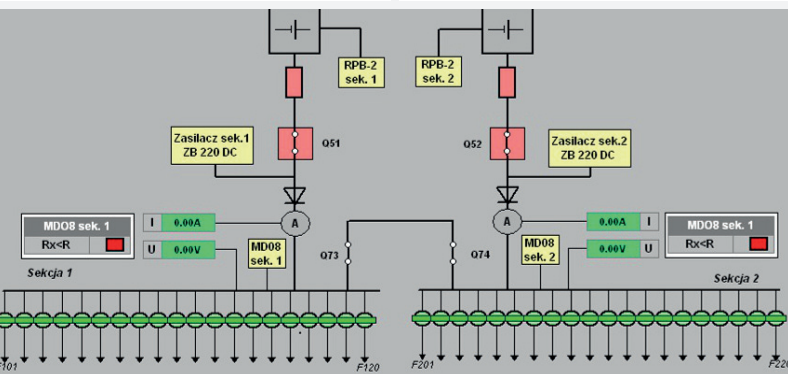 RPB-2
sek. 1
RPB-2
sek. 2
Zasilacz sek.1
ZB 220 DC
Q51
Q52
Zasilacz sek.2
ZB 220 DC
MDO8 sek. 1
Rx<R
I 0.00A
U 0.00V
A
MD08
sek. 1
Q73
Q74
A
MD08
sek. 2
0.00A I
0.00V U
MDO8 sek. 1
Rx<R
Sekcja 1
Sekcja 2
F101
F120
F201
F220